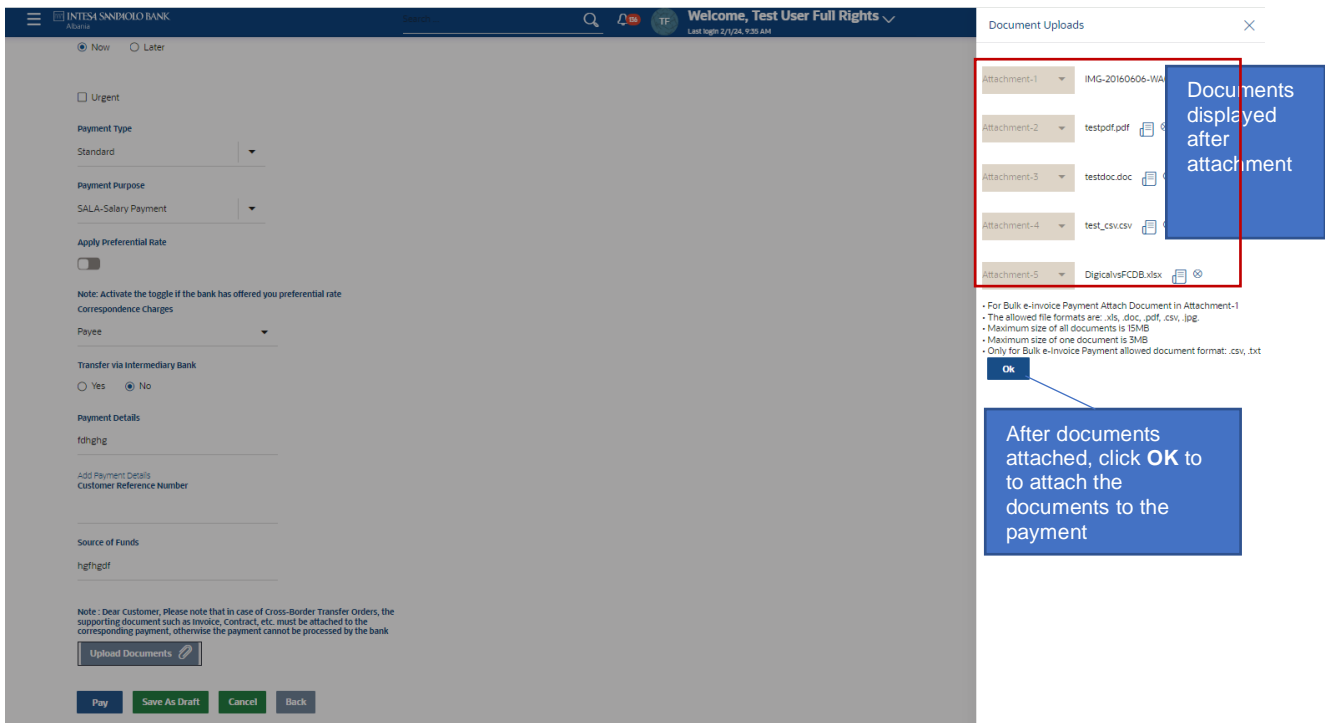 INTESA SANPAOLO BANK
Albania
Search...
Welcome, Test User Full Rights
Last login 2/1/24, 9:35 AM
TF
Now
Later
Urgent
Payment Type
Standard
Payment Purpose
SALA-Salary Payment
Apply Preferential Rate
Note: Activate the toggle if the bank has offered you preferential rate
Correspondence Charges
Payee
Transfer via Intermediary Bank
Yes
No
Payment Details
fdhghg
Add Payment Details
Customer Reference Number
Source of Funds
hgfhgdf
Note : Dear Customer, Please note that in case of Cross-Border Transfer Orders, the
supporting document such as Invoice, Contract, etc. must be attached to the
corresponding payment, otherwise the payment cannot be processed by the bank
Upload Documents
Pay
Save As Draft
Cancel
Back
Document Uploads
Attachment-1
IMG-20160606-WA
Attachment-2
testpdf.pdf
Attachment-3
testdoc.doc
Attachment-4
test_csv.csv
Attachment-5
DigicalvsFCDB.xlsx
Documents
displayed
after
attachment
• For Bulk e-invoice Payment Attach Document in Attachment-1
• The allowed file formats are: .xls, .doc, .pdf, .csv, .jpg.
• Maximum size of all documents is 15MB
• Maximum size of one document is 3MB
• Only for Bulk e-Invoice Payment allowed document format: .csv, .txt
Ok
After documents
attached, click OK to
to attach the
documents to the
payment